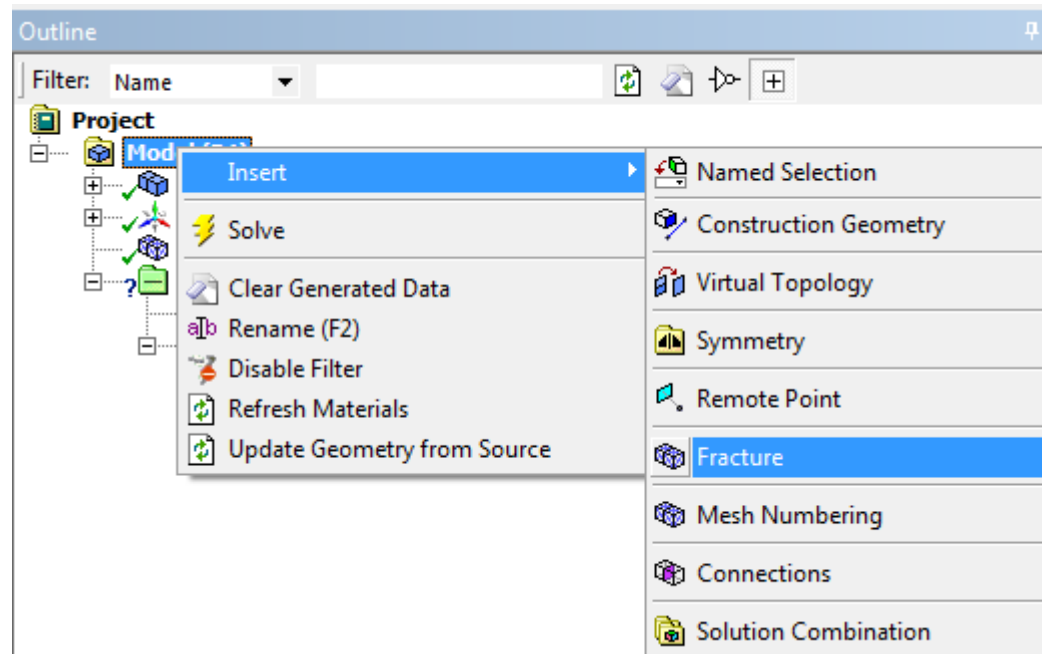 Outline
Filter: Name
Project
Insert
Solve
Clear Generated Data
Rename (F2)
Disable Filter
Refresh Materials
Update Geometry from Source
Named Selection
Construction Geometry
Virtual Topology
Symmetry
Remote Point
Fracture
Mesh Numbering
Connections
Solution Combination